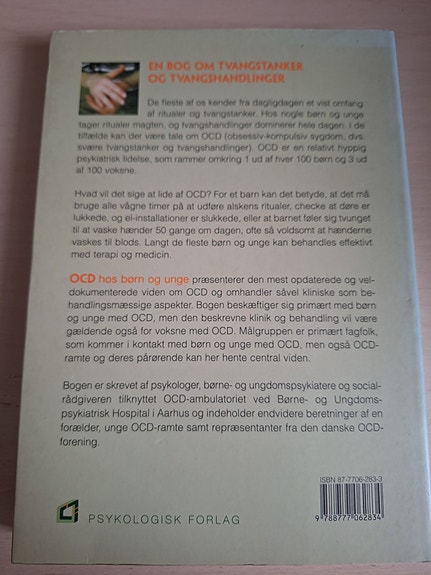 EN BOG OM TVANGSTANKER
OG TVANGSHANDLINGER
De fleste af os kender fra dagligdagen et vist omfang
af ritualer og tvangstanker. Hos nogle børn og unge
tager ritualer magten, og tvangshandlinger dominerer hele dagen. I de
tilfælde kan der være tale om OCD (obsessiv-kompulsiv sygdom, dvs.
svære tvangstanker og tvangshandlinger). OCD er en relativt hyppig
psykiatrisk lidelse, som rammer omkring 1 ud af hver 100 børn og 3 ud
af 100 voksne.
Hvad vil det sige at lide af OCD? For et barn kan det betyde, at det må
bruge alle vågne timer på at udføre alskens ritualer, checke at døre er
lukkede, og el-installationer er slukkede, eller at barnet føler sig tvunget
til at vaske hænder 50 gange om dagen, ofte så voldsomt at hænderne
vaskes til blods. Langt de fleste børn og unge kan behandles effektivt
med terapi og medicin.
OCD hos børn og unge præsenterer den mest opdaterede og vel-
dokumenterede viden om OCD og omhandler såvel kliniske som be-
handlingsmæssige aspekter. Bogen beskæftiger sig primært med børn
og unge med OCD, men den beskrevne klinik og behandling vil være
gældende også for voksne med OCD. Målgruppen er primært fagfolk,
som kommer i kontakt med børn og unge med OCD, men også OCD-
ramte og deres pårørende kan her hente central viden.
Bogen er skrevet af psykologer, børne- og ungdomspsykiatere og social-
rådgiveren tilknyttet OCD-ambulatoriet ved Børne- og Ungdoms-
psykiatrisk Hospital i Aarhus og indeholder endvidere beretninger af en
forælder, unge OCD-ramte samt repræsentanter fra den danske OCD-
forening.
ISBN 87-7706-283-3
9 788777 062834
PSYKOLOGISK FORLAG